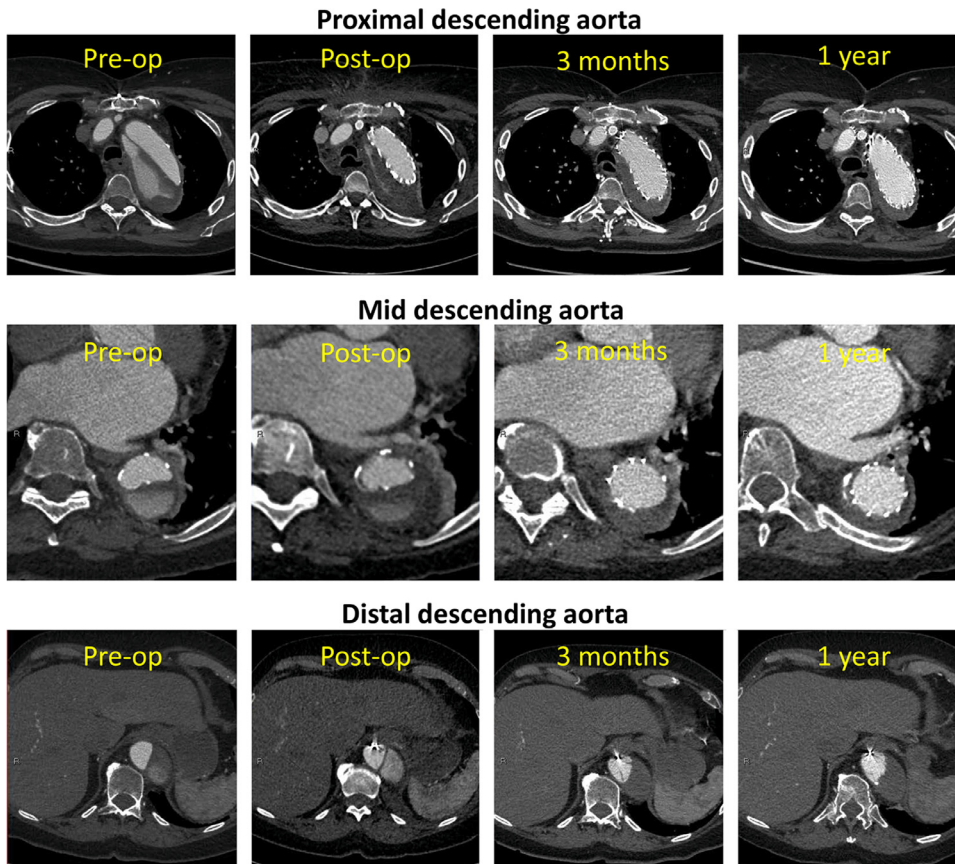 Proximal descending aorta
Pre-op
Post-op
3 months
1 year
R
R
R
R
Mid descending aorta
Pre-op
Post-op
3 months
1 year
R
R
R
R
Distal descending aorta
Pre-op
Post-op
3 months
1 year
R
R
R
R